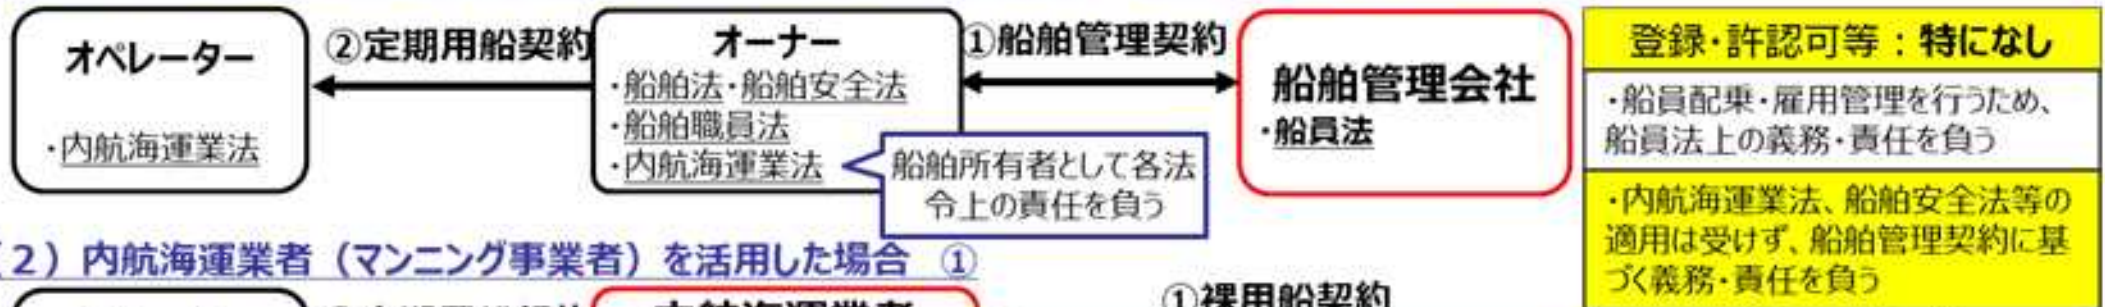 オペレーター
・内航海運業法
②定期用船契約
オーナー
・船舶法・船舶安全法
・船舶職員法
・内航海運業法
船舶所有者として各法
令上の責任を負う
①船舶管理契約
船舶管理会社
・船員法
登録・許認可等：特になし
・船員配乗・雇用管理を行うため、
船員法上の義務・責任を負う
・内航海運業法、船舶安全法等の
適用は受けず、船舶管理契約に基
づく義務・責任を負う
（2）内航海運業者（マンニング事業者）を活用した場合 ①
内航海運業者
①裸用船契約